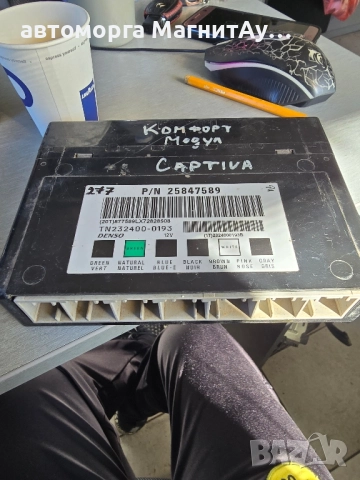 автоморга МагнитАу...
Комфорт
Модул
CAPTIVA
277
P/N 25847589
TN232400-0193
DENSO
12V
GREEN NATURAL BLUE BLACK BROWN PINK GRAY
VERT NATUREL BLUE-E NOIR BRUN ROSE GRIS
WHITE
BAZAR